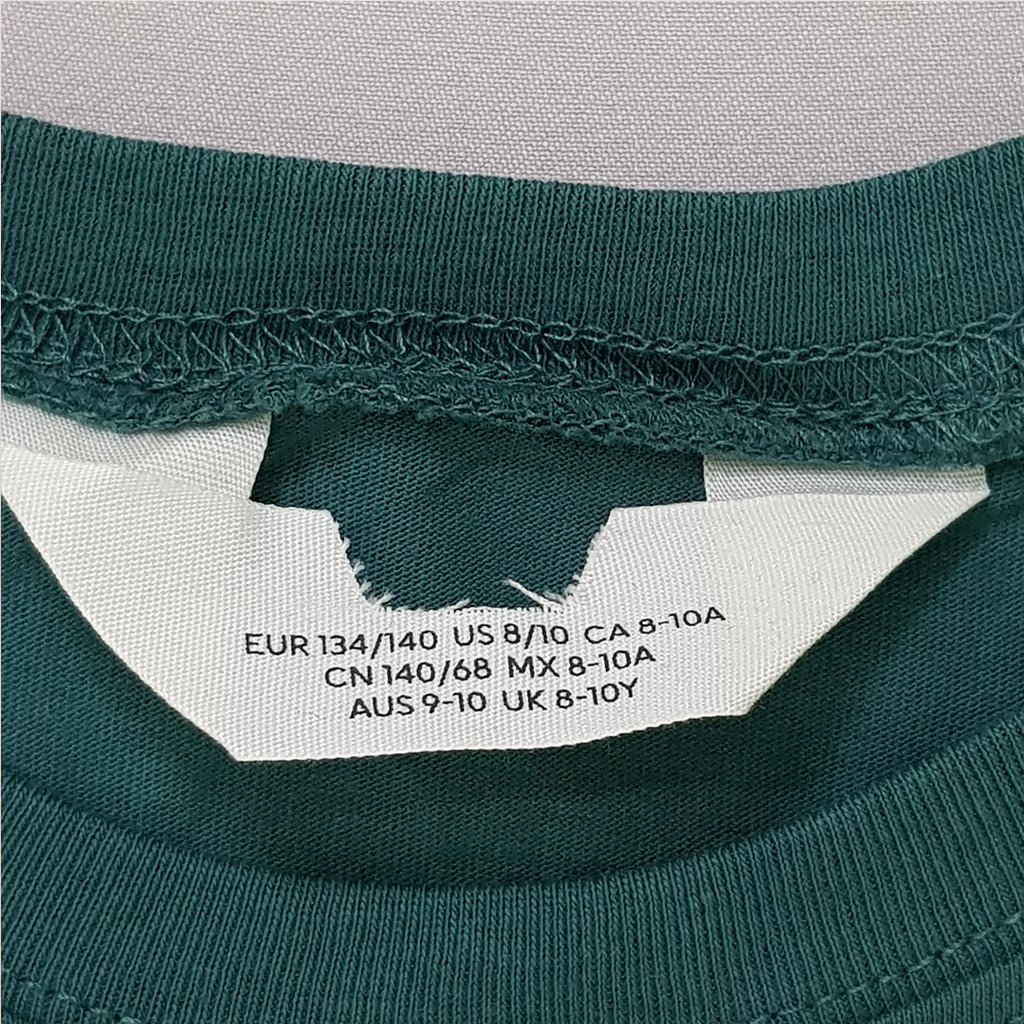 EUR 134/140 US 8/10 CA 8-10A
CN 140/68 MX 8-10A
AUS 9-10 UK 8-10Y